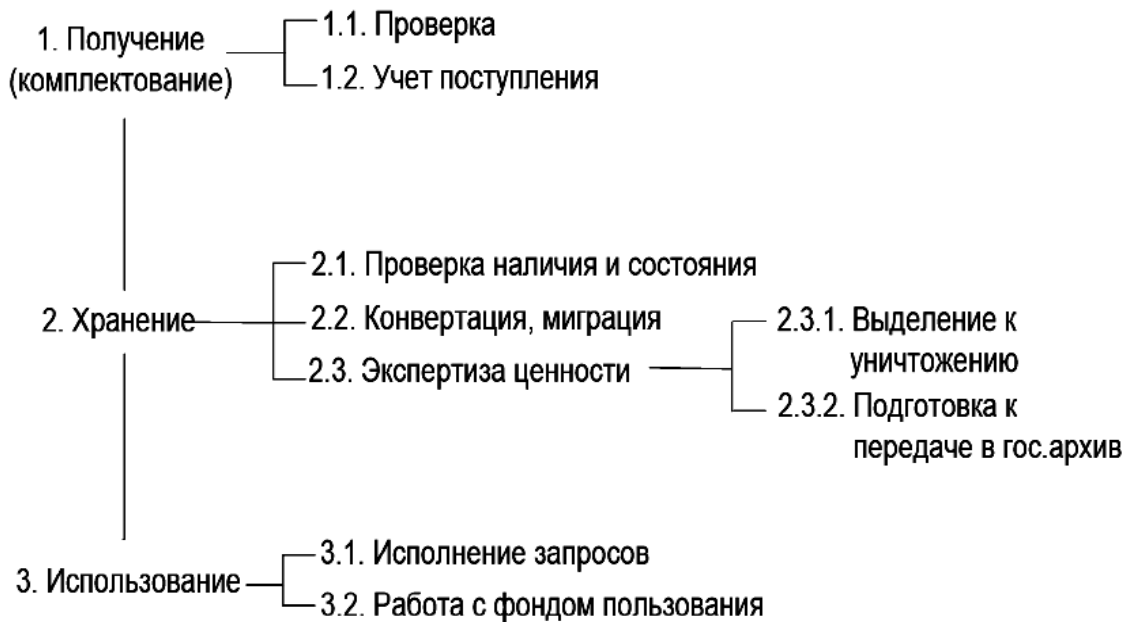 1. Получение
(комплектование)
1.1. Проверка
1.2. Учет поступления
2. Хранение
2.1. Проверка наличия и состояния
2.2. Конвертация, миграция
2.3. Экспертиза ценности
2.3.1. Выделение к
уничтожению
2.3.2. Подготовка к
передаче в гос.архив
3. Использование
3.1. Исполнение запросов
3.2. Работа с фондом пользования